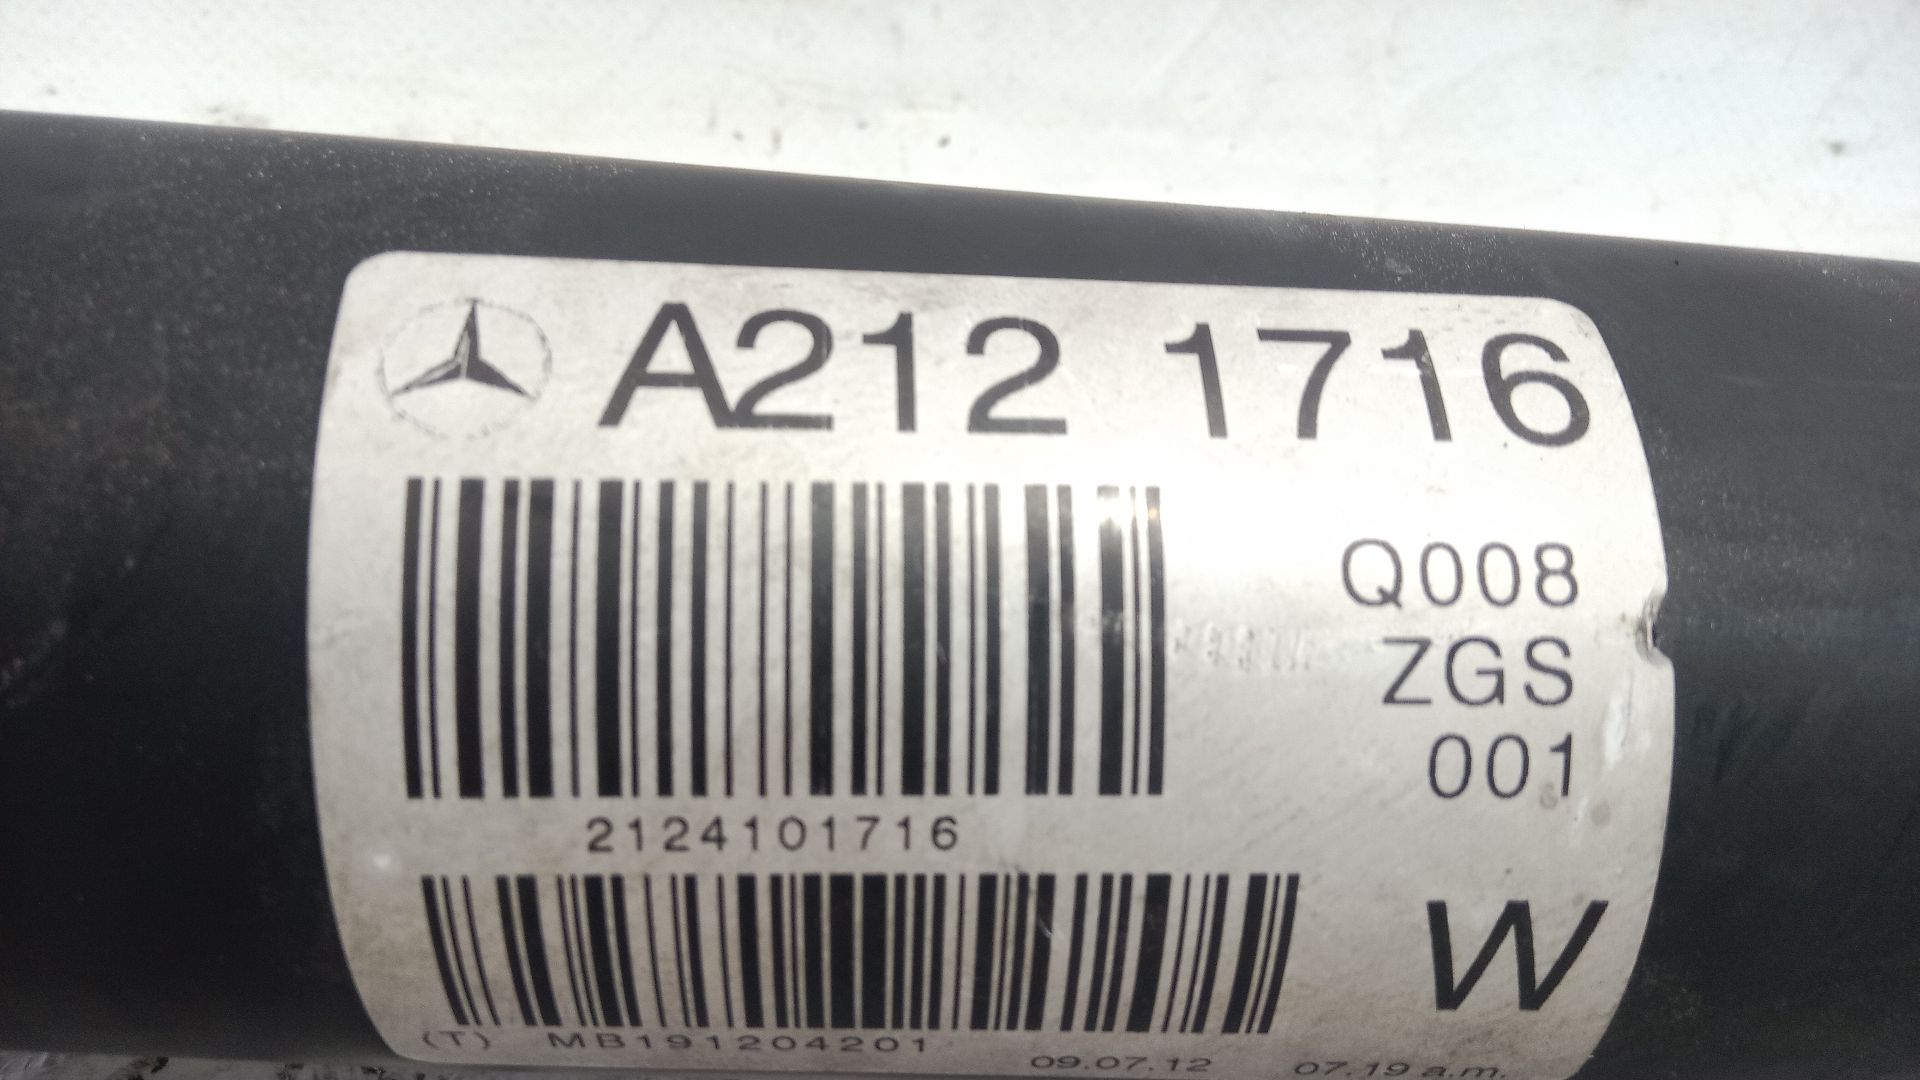 A212 1716
Q008
ZGS
001
2124101716
W
(T) MB191204201
09.07.12 07.19 a.m.